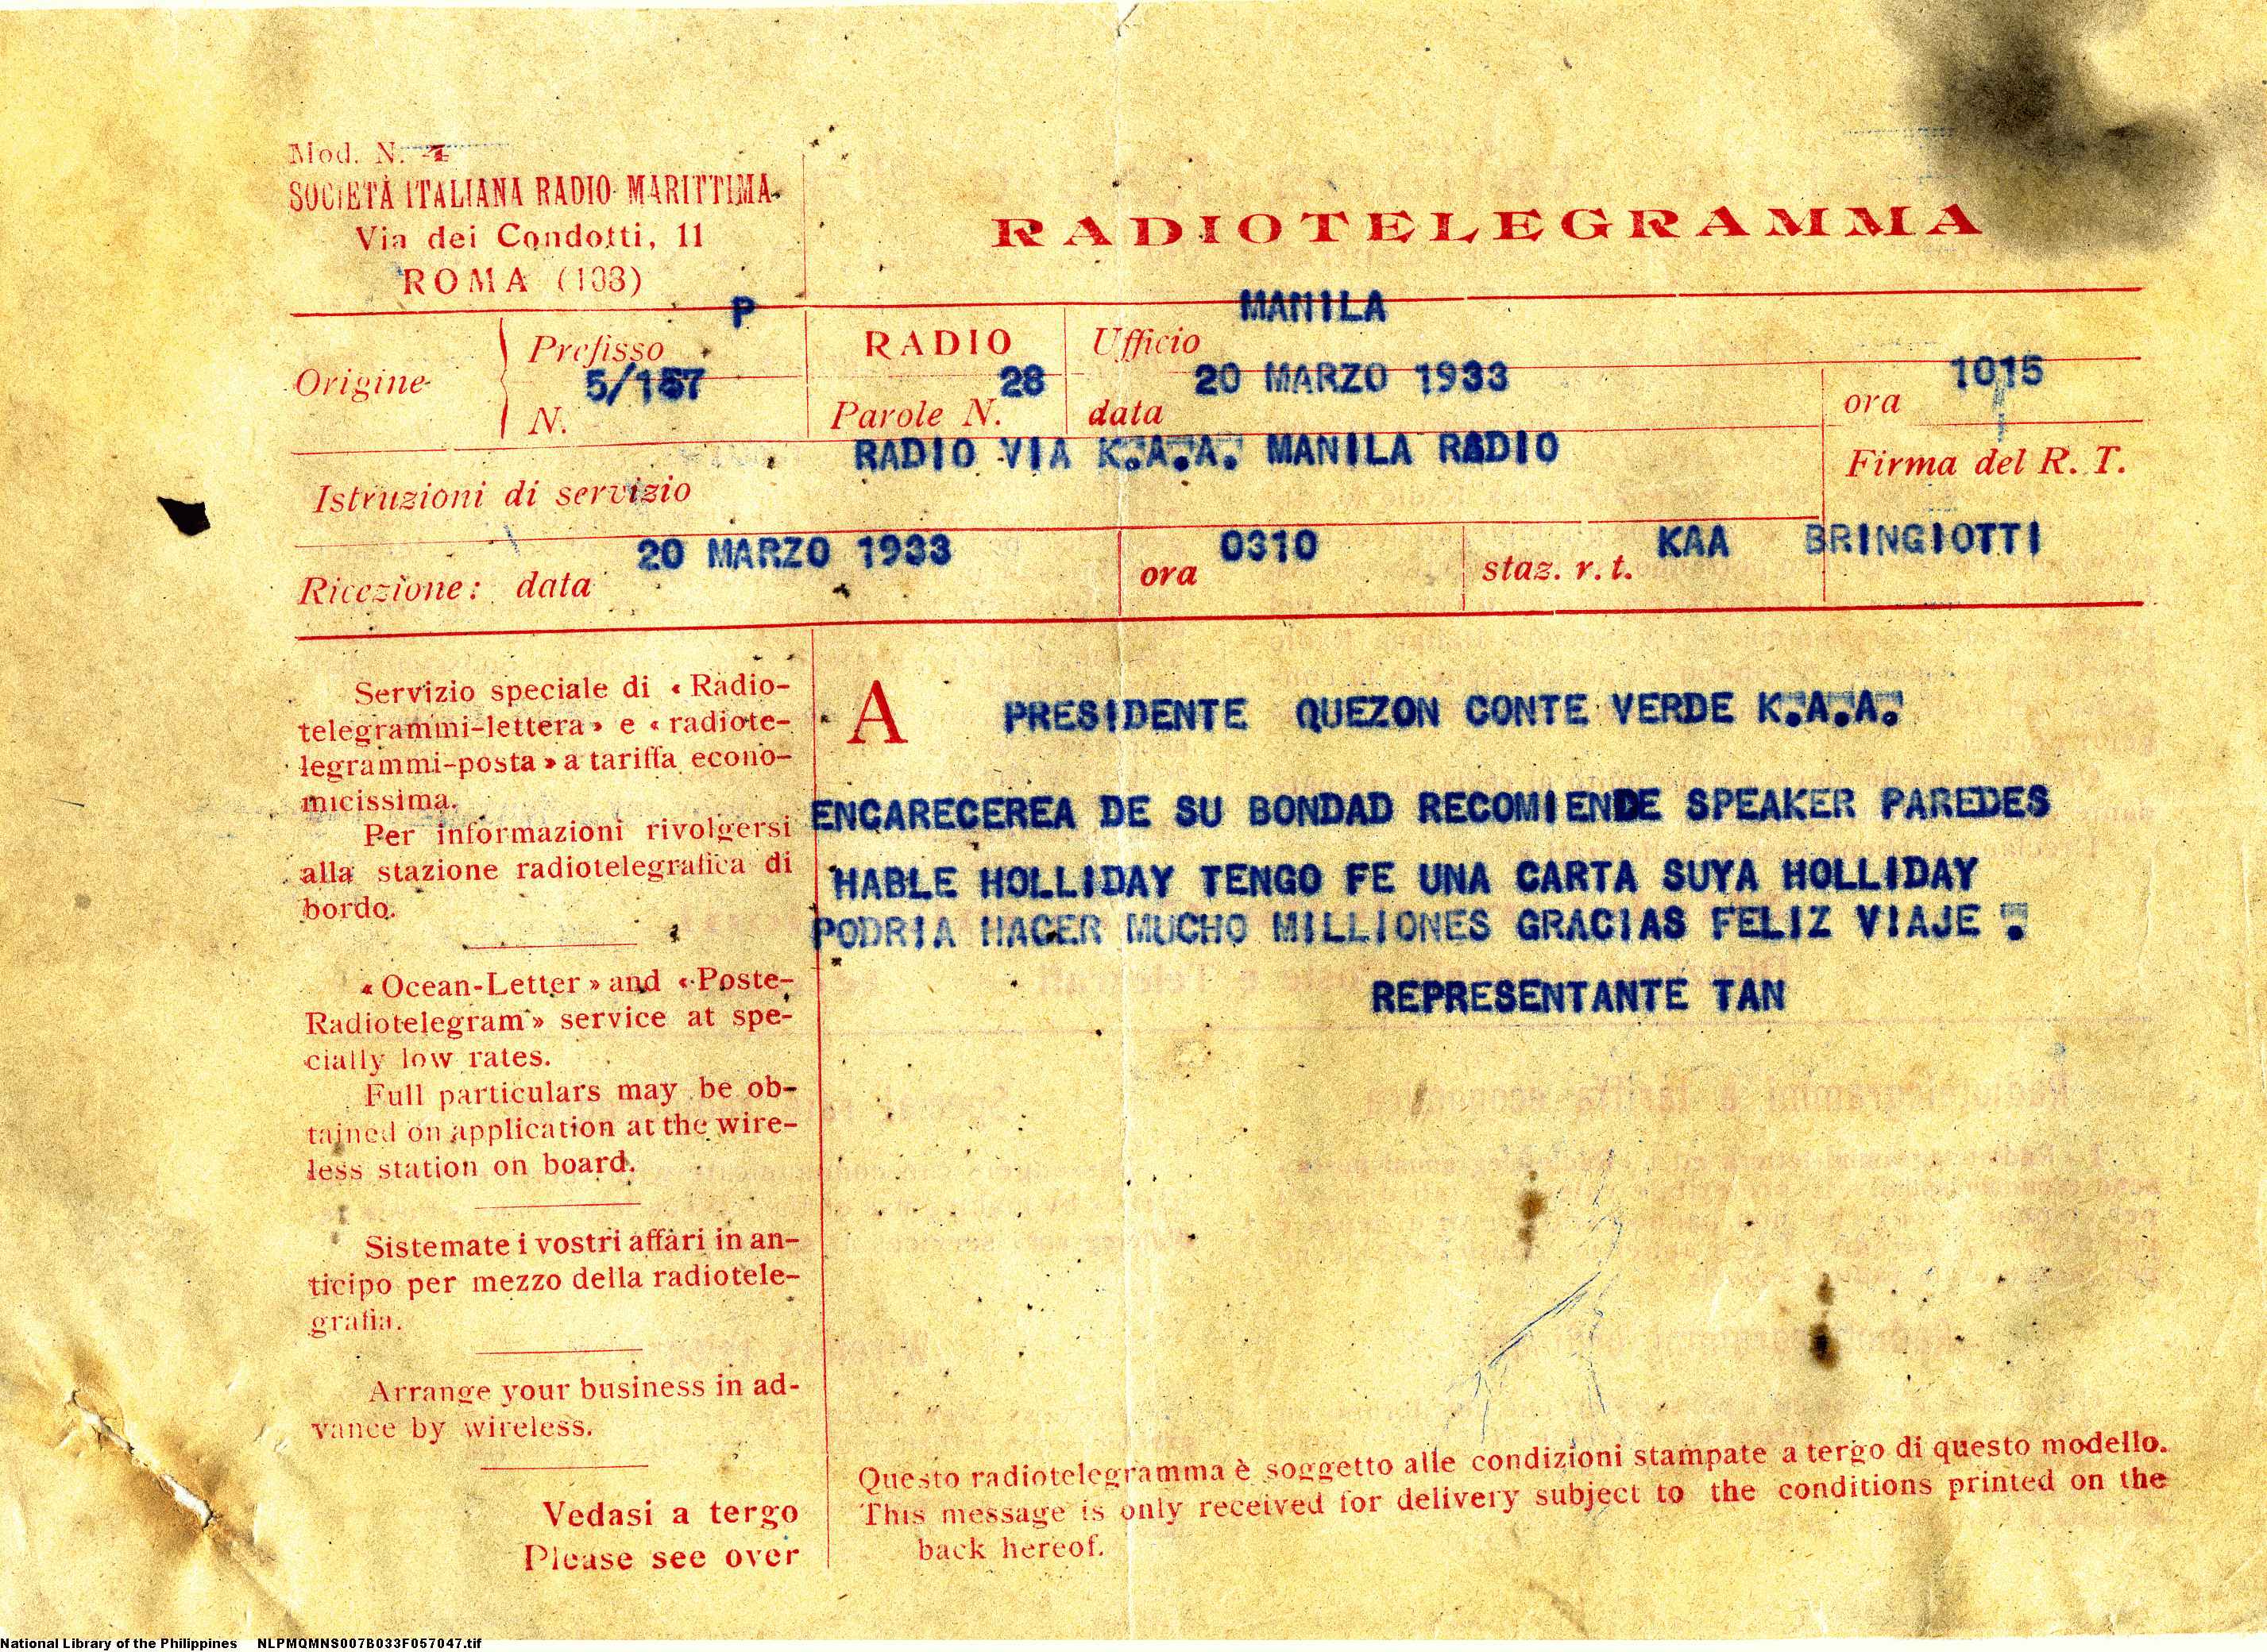 Mod. N. 4
SOCIETÀ ITALIANA RADIO MARITTIMA
Via dei Condotti, 11
ROMA (103)
RADIOTELEGRAMMA
Origine
Prefisso P
N. 5/157
RADIO
Parole N. 28
Ufficio MANILA
data 20 MARZO 1933
ora 1015
Istruzioni di servizio RADIO VIA K.A.A. MANILA RADIO
Firma del R. T.
BRINGIOTTI
Ricezione: data 20 MARZO 1933
ora 0310
staz. r. t. KAA
Servizio speciale di « Radio-
telegrammi-lettera » e « radiote-
legrammi-posta » a tariffa econo-
micissima.
Per informazioni rivolgersi
alla stazione radiotelegrafica di
bordo.
« Ocean-Letter » and « Poste-
Radiotelegram » service at spe-
cially low rates.
Full particulars may be ob-
tained on application at the wire-
less station on board.
Sistemate i vostri affari in an-
ticipo per mezzo della radiotele-
grafia.
Arrange your business in ad-
vance by wireless.
Vedasi a tergo
Please see over
A PRESIDENTE QUEZON CONTE VERDE K.A.A.
ENCARECEREA DE SU BONDAD RECOMIENDE SPEAKER PAREDES
HABLE HOLLIDAY TENGO FE UNA CARTA SUYA HOLLIDAY
PODRIA HACER MUCHO MILLIONES GRACIAS FELIZ VIAJE .
REPRESENTANTE TAN
Questo radiotelegramma è soggetto alle condizioni stampate a tergo di questo modello.
This message is only received for delivery subject to the conditions printed on the
back hereof.
National Library of the Philippines NLPMQMNS007B033F057047.tif